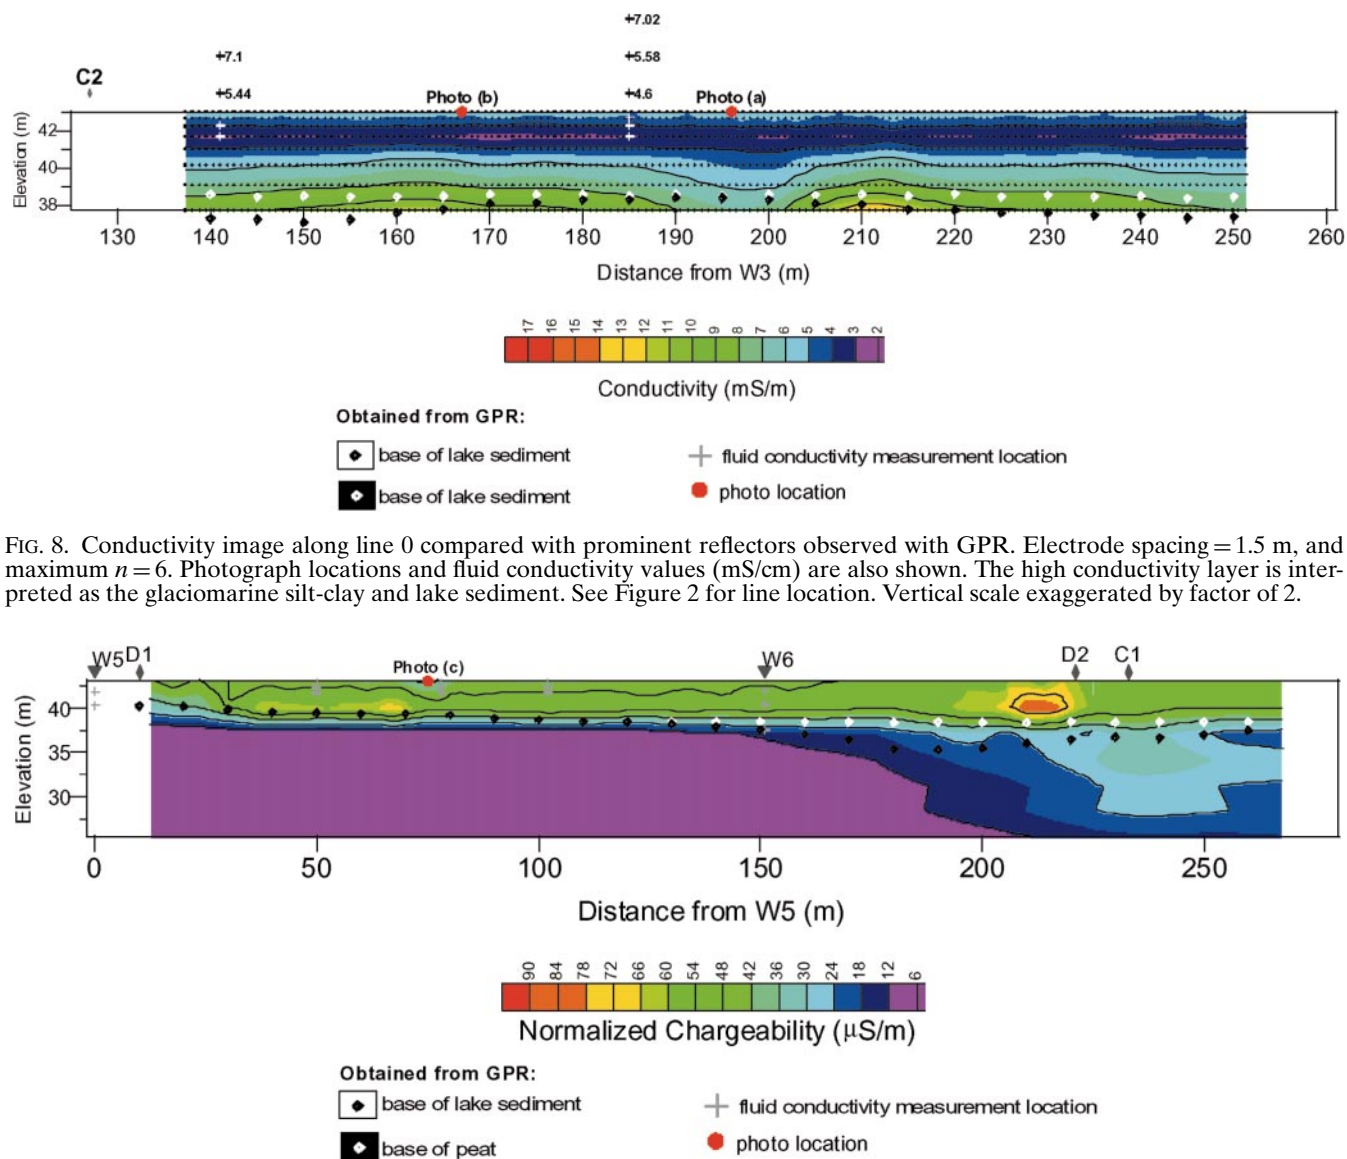 +7.02
+7.1 +5.58
C2
+5.44 Photo (b) +4.6 Photo (a)
Elevation (m)
42
40
38
130 140 150 160 170 180 190 200 210 220 230 240 250 260
Distance from W3 (m)
17 16 15 14 13 12 11 10 9 8 7 6 5 4 3 2
Conductivity (mS/m)
Obtained from GPR:
base of lake sediment
fluid conductivity measurement location
base of lake sediment
photo location
FIG. 8. Conductivity image along line 0 compared with prominent reflectors observed with GPR. Electrode spacing = 1.5 m, and
maximum n = 6. Photograph locations and fluid conductivity values (mS/cm) are also shown. The high conductivity layer is inter-
preted as the glaciomarine silt-clay and lake sediment. See Figure 2 for line location. Vertical scale exaggerated by factor of 2.
W5 D1 Photo (c) W6 D2 C1
Elevation (m)
40
35
30
0 50 100 150 200 250
Distance from W5 (m)
90 84 78 72 66 60 54 48 42 36 30 24 18 12 6
Normalized Chargeability (μS/m)
Obtained from GPR:
base of lake sediment
fluid conductivity measurement location
base of peat
photo location